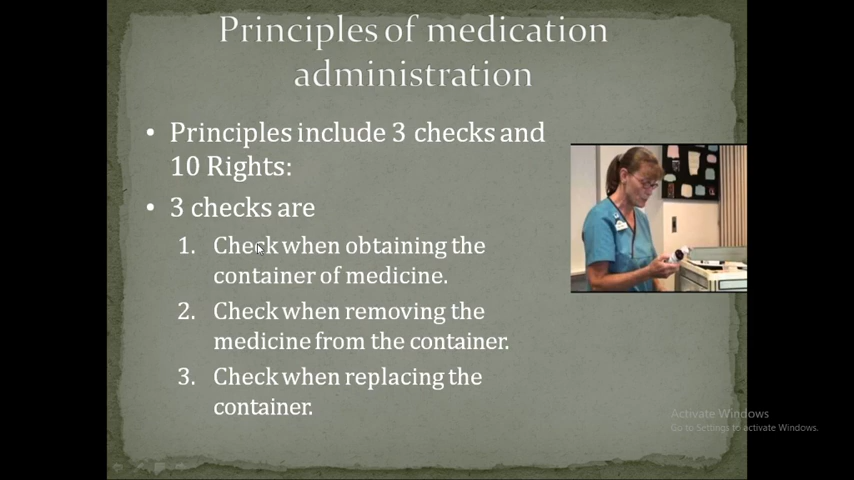 Principles of medication
administration
• Principles include 3 checks and
10 Rights:
• 3 checks are
1. Check when obtaining the
container of medicine.
2. Check when removing the
medicine from the container.
3. Check when replacing the
container.
Activate Windows
Go to Settings to activate Windows.